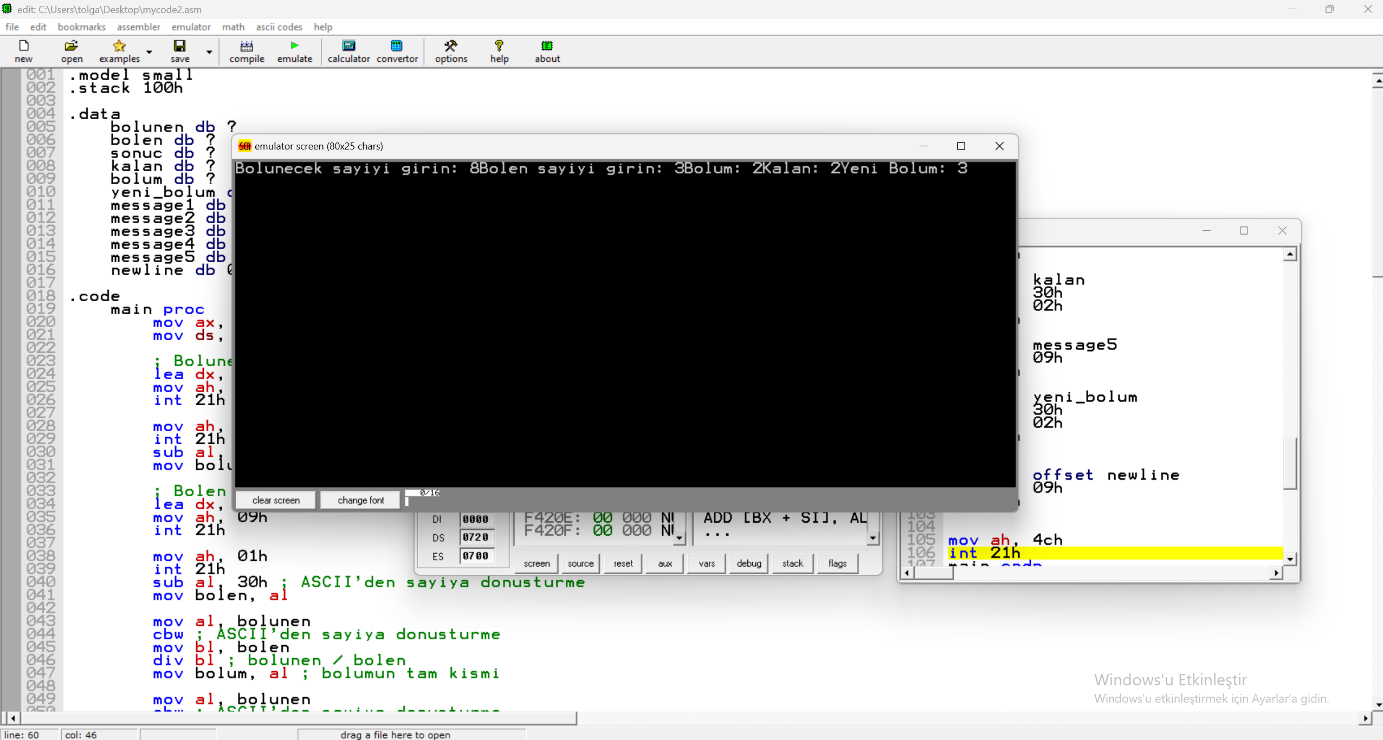 edit: C:\Users\tolga\Desktop\mycode2.asm
file edit bookmarks assembler emulator math ascii codes help
new open examples save compile emulate calculator convertor options help about
001 .model small
002 .stack 100h
003
004 .data
005 bolunen db ?
006 bolen db ?
007 sonuc db ?
008 kalan db ?
009 bolum db ?
010 yeni_bolum
011 message1 db
012 message2 db
013 message3 db
014 message4 db
015 message5 db
016 newline db
017
018 .code
019 main proc
020 mov ax,
021 mov ds,
022
023 ; Bolune
024 lea dx,
025 mov ah,
026 int 21h
027
028 mov ah,
029 int 21h
030 sub al,
031 mov bolu
032
033 ; Bolen
034 lea dx,
035 mov ah, 09h
036 int 21h
037
038 mov ah, 01h
039 int 21h
040 sub al, 30h ; ASCII'den sayiya donusturme
041 mov bolen, al
042
043 mov al, bolunen
044 cbw ; ASCII'den sayiya donusturme
045 mov bl, bolen
046 div bl ; bolunen / bolen
047 mov bolum, al ; bolumun tam kismi
048
049 mov al, bolunen
050 cbw ; ASCII'den sayiya donusturme
emulator screen (80x25 chars)
Bolunecek sayiyi girin: 8Bolen sayiyi girin: 3Bolum: 2Kalan: 2Yeni Bolum: 3
clear screen change font 0/16
kalan
30h
02h
message5
09h
yeni_bolum
30h
02h
offset newline
09h
103
104
105 mov ah, 4ch
106 int 21h
107 main endp
DI 0000
DS 0720
ES 0700
F420E: 00 000 NU
F420F: 00 000 NU
ADD [BX + SI], AL
...
screen source reset aux vars debug stack flags
Windows'u Etkinleştir
Windows'u etkinleştirmek için Ayarlar'a gidin.
line: 60 col: 46 drag a file here to open